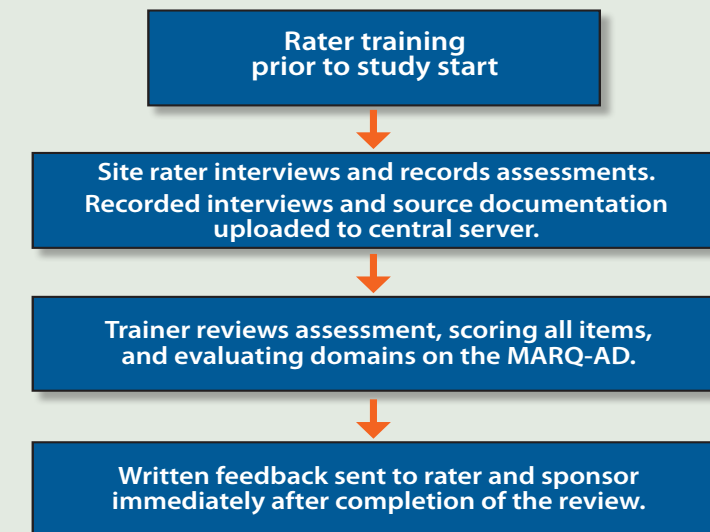 Rater training
prior to study start
Site rater interviews and records assessments.
Recorded interviews and source documentation
uploaded to central server.
Trainer reviews assessment, scoring all items,
and evaluating domains on the MARQ-AD.
Written feedback sent to rater and sponsor
immediately after completion of the review.